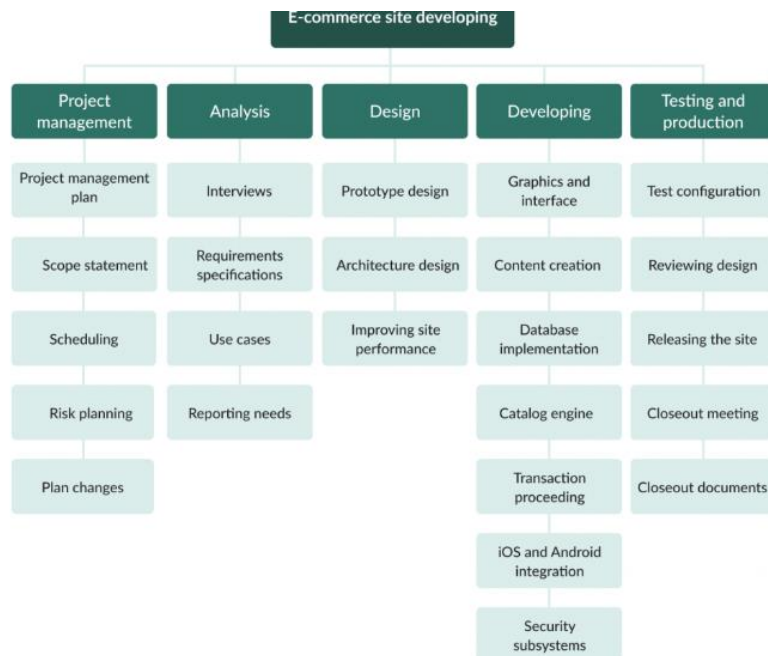 E-commerce site developing
Project
management
Analysis
Design
Developing
Testing and
production
Project management
plan
Interviews
Prototype design
Graphics and
interface
Test configuration
Scope statement
Requirements
specifications
Architecture design
Content creation
Reviewing design
Scheduling
Use cases
Improving site
performance
Database
implementation
Releasing the site
Risk planning
Reporting needs
Catalog engine
Closeout meeting
Plan changes
Transaction
proceeding
Closeout documents
iOS and Android
integration
Security
subsystems